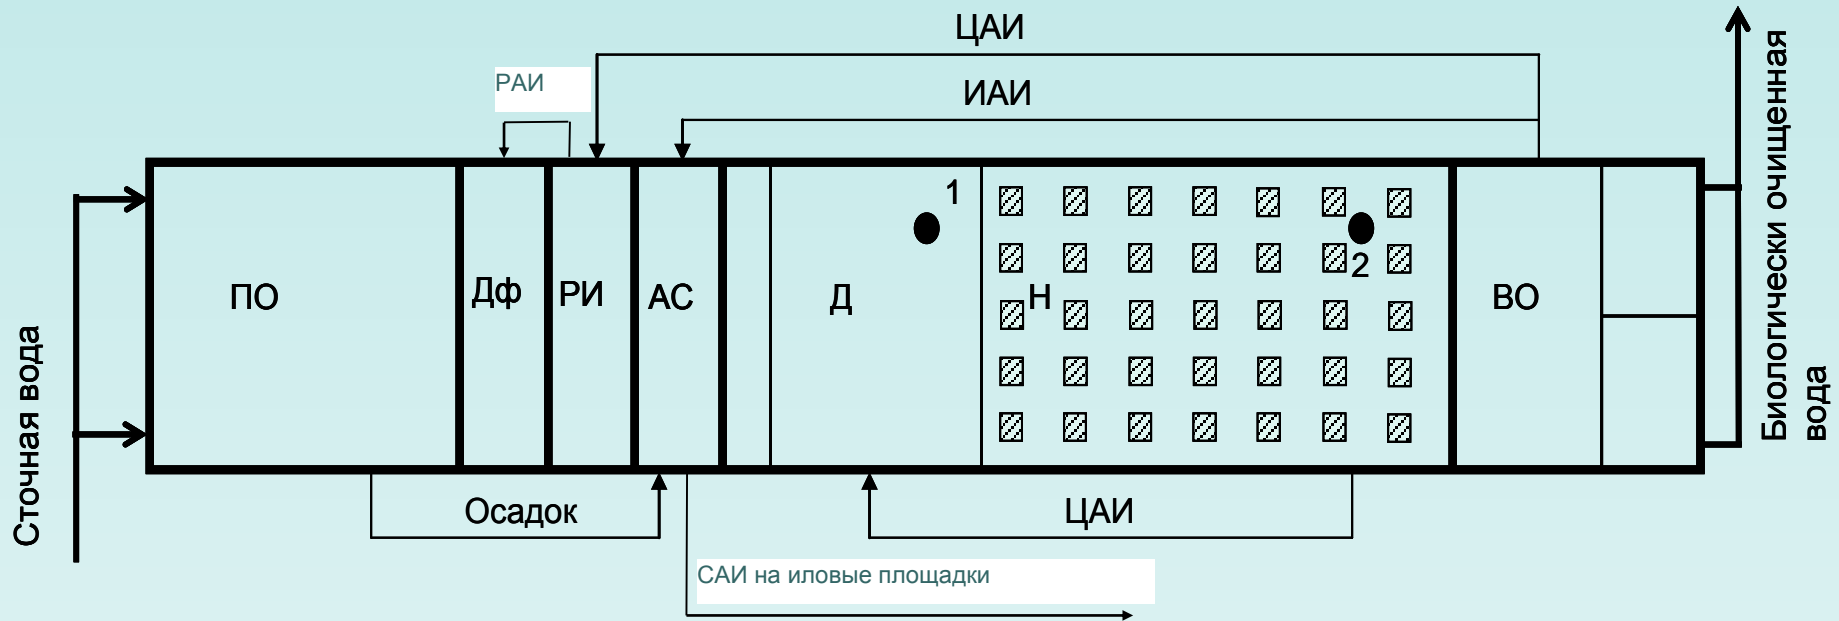 ЦАИ
РАИ
ИАИ
1
2
ПО
Дф
РИ
АС
Д
Н
ВО
Осадок
ЦАИ
САИ на иловые площадки
Сточная вода
Биологически очищенная
вода